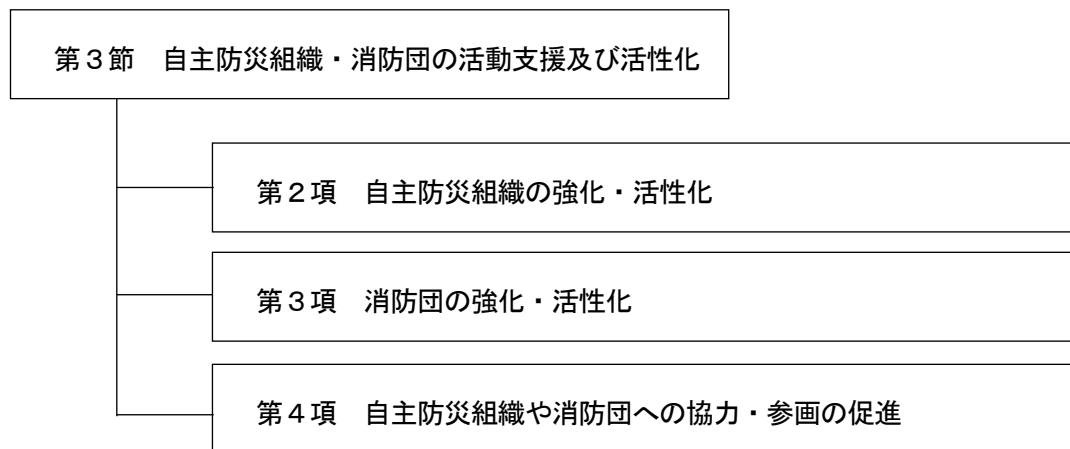 第３節　自主防災組織・消防団の活動支援及び活性化
第２項　自主防災組織の強化・活性化
第３項　消防団の強化・活性化
第４項　自主防災組織や消防団への協力・参画の促進